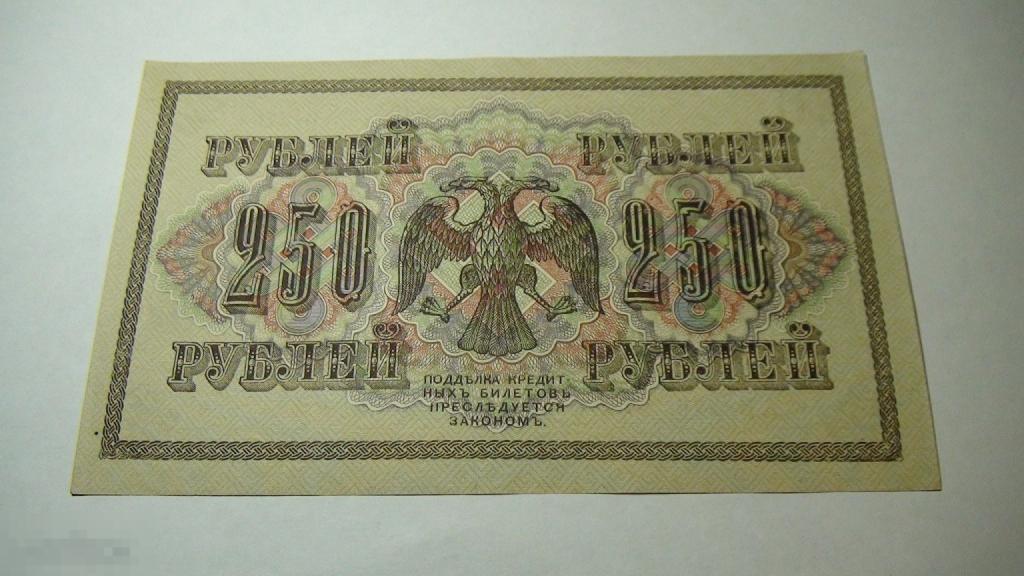 РУБЛЕЙ РУБЛЕЙ
250 250
РУБЛЕЙ РУБЛЕЙ
ПОДДѢЛКА КРЕДИТ
НЫХЪ БИЛЕТОВЪ
ПРЕСЛѢДУЕТСЯ
ЗАКОНОМЪ.